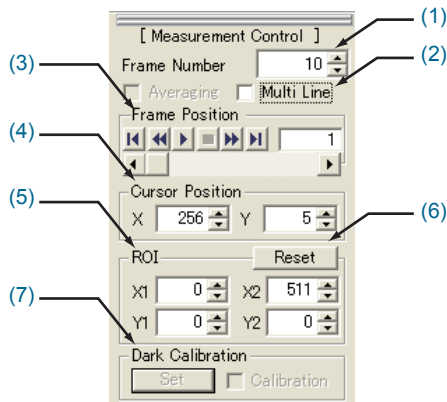 [ Measurement Control ]
(1)
Frame Number 10
(2)
Averaging Multi Line
(3)
Frame Position
1
(4)
Cursor Position
X 256 Y 5
(5)
(6)
ROI Reset
X1 0 X2 511
Y1 0 Y2 0
(7)
Dark Calibration
Set Calibration